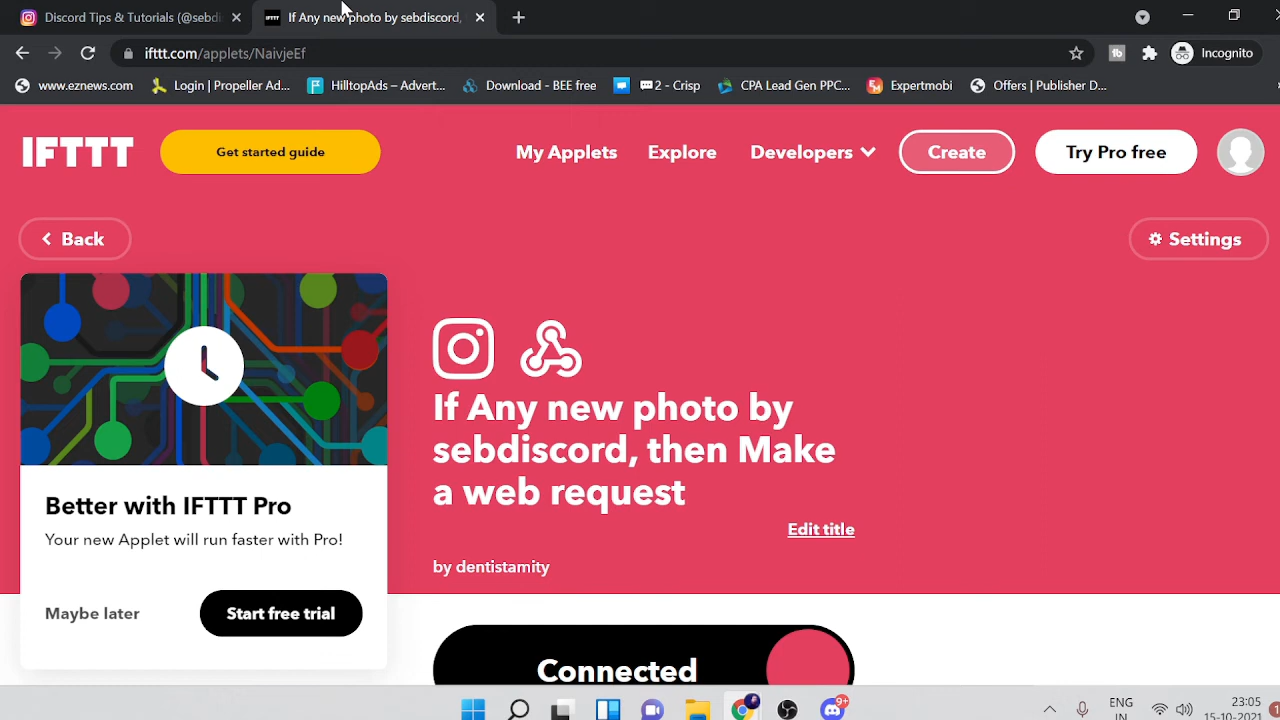 Discord Tips & Tutorials (@sebdi
IFTTT If Any new photo by sebdiscord,
ifttt.com/applets/NaivjeEf
fb
Incognito
www.eznews.com
Login | Propeller Ad...
HilltopAds – Advert...
Download - BEE free
2 - Crisp
CPA Lead Gen PPC...
Expertmobi
Offers | Publisher D...
IFTTT
Get started guide
My Applets
Explore
Developers
Create
Try Pro free
Back
Settings
If Any new photo by
sebdiscord, then Make
a web request
Edit title
by dentistamity
Better with IFTTT Pro
Your new Applet will run faster with Pro!
Maybe later
Start free trial
Connected
9+
ENG
IN
23:05
15-10-2021
1